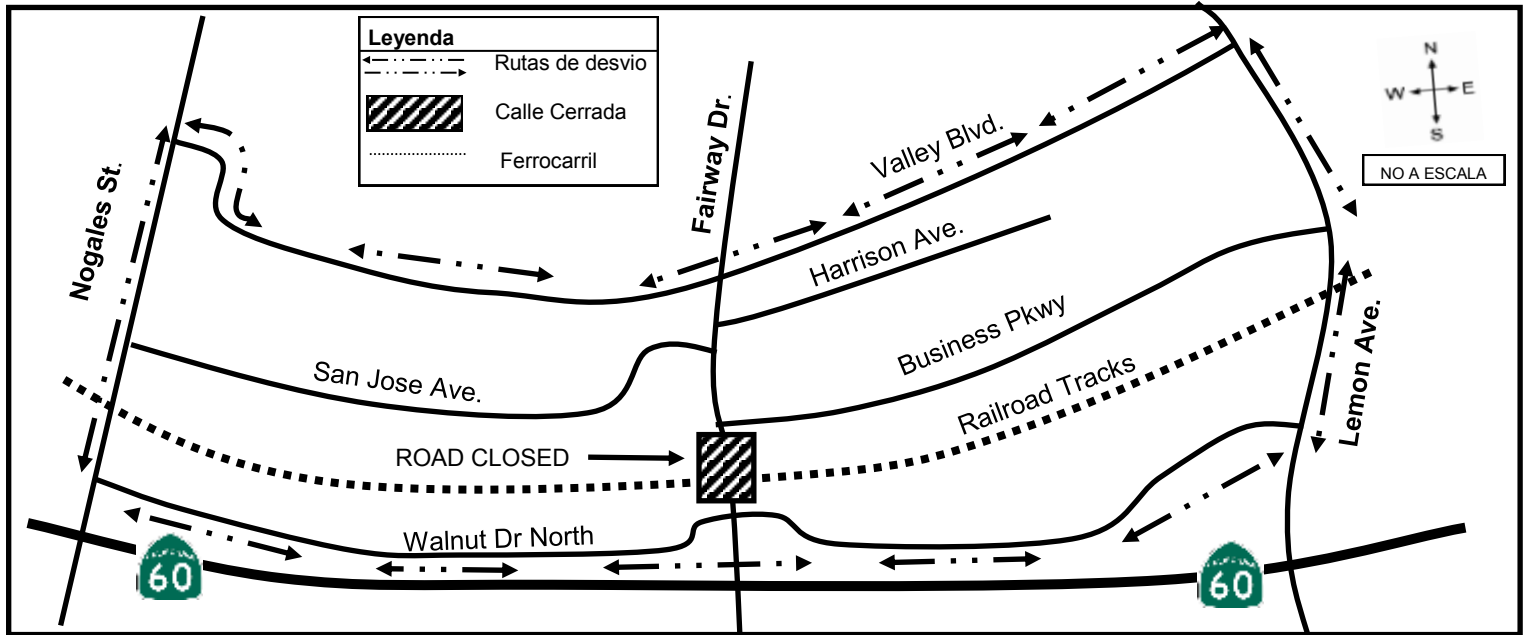 Leyenda
Rutas de desvio
Calle Cerrada
Ferrocarril
N
W E
S
NO A ESCALA
Nogales St.
Fairway Dr.
Valley Blvd.
Harrison Ave.
San Jose Ave.
Business Pkwy
Railroad Tracks
Lemon Ave.
ROAD CLOSED
Walnut Dr North
60
60